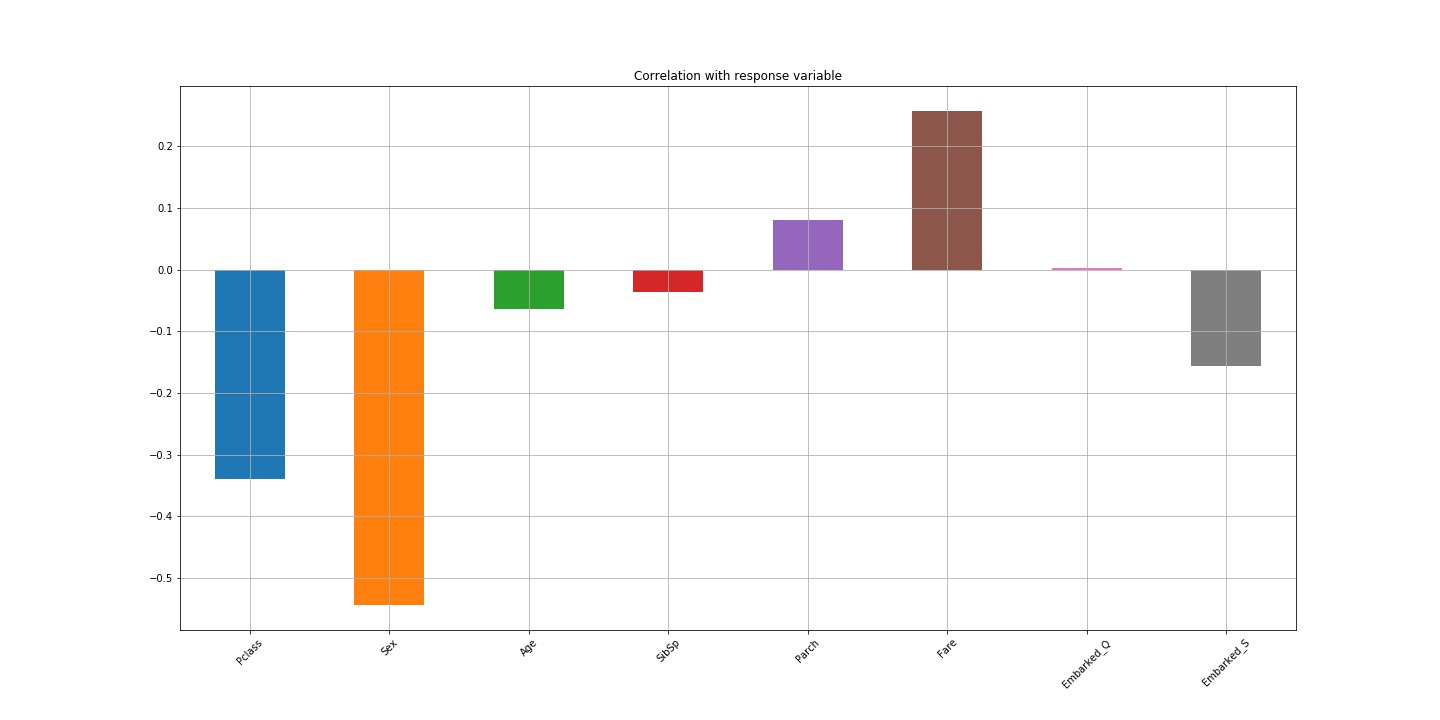 Correlation with response variable
0.2
0.1
0.0
−0.1
−0.2
−0.3
−0.4
−0.5
Pclass
Sex
Age
SibSp
Parch
Fare
Embarked_Q
Embarked_S